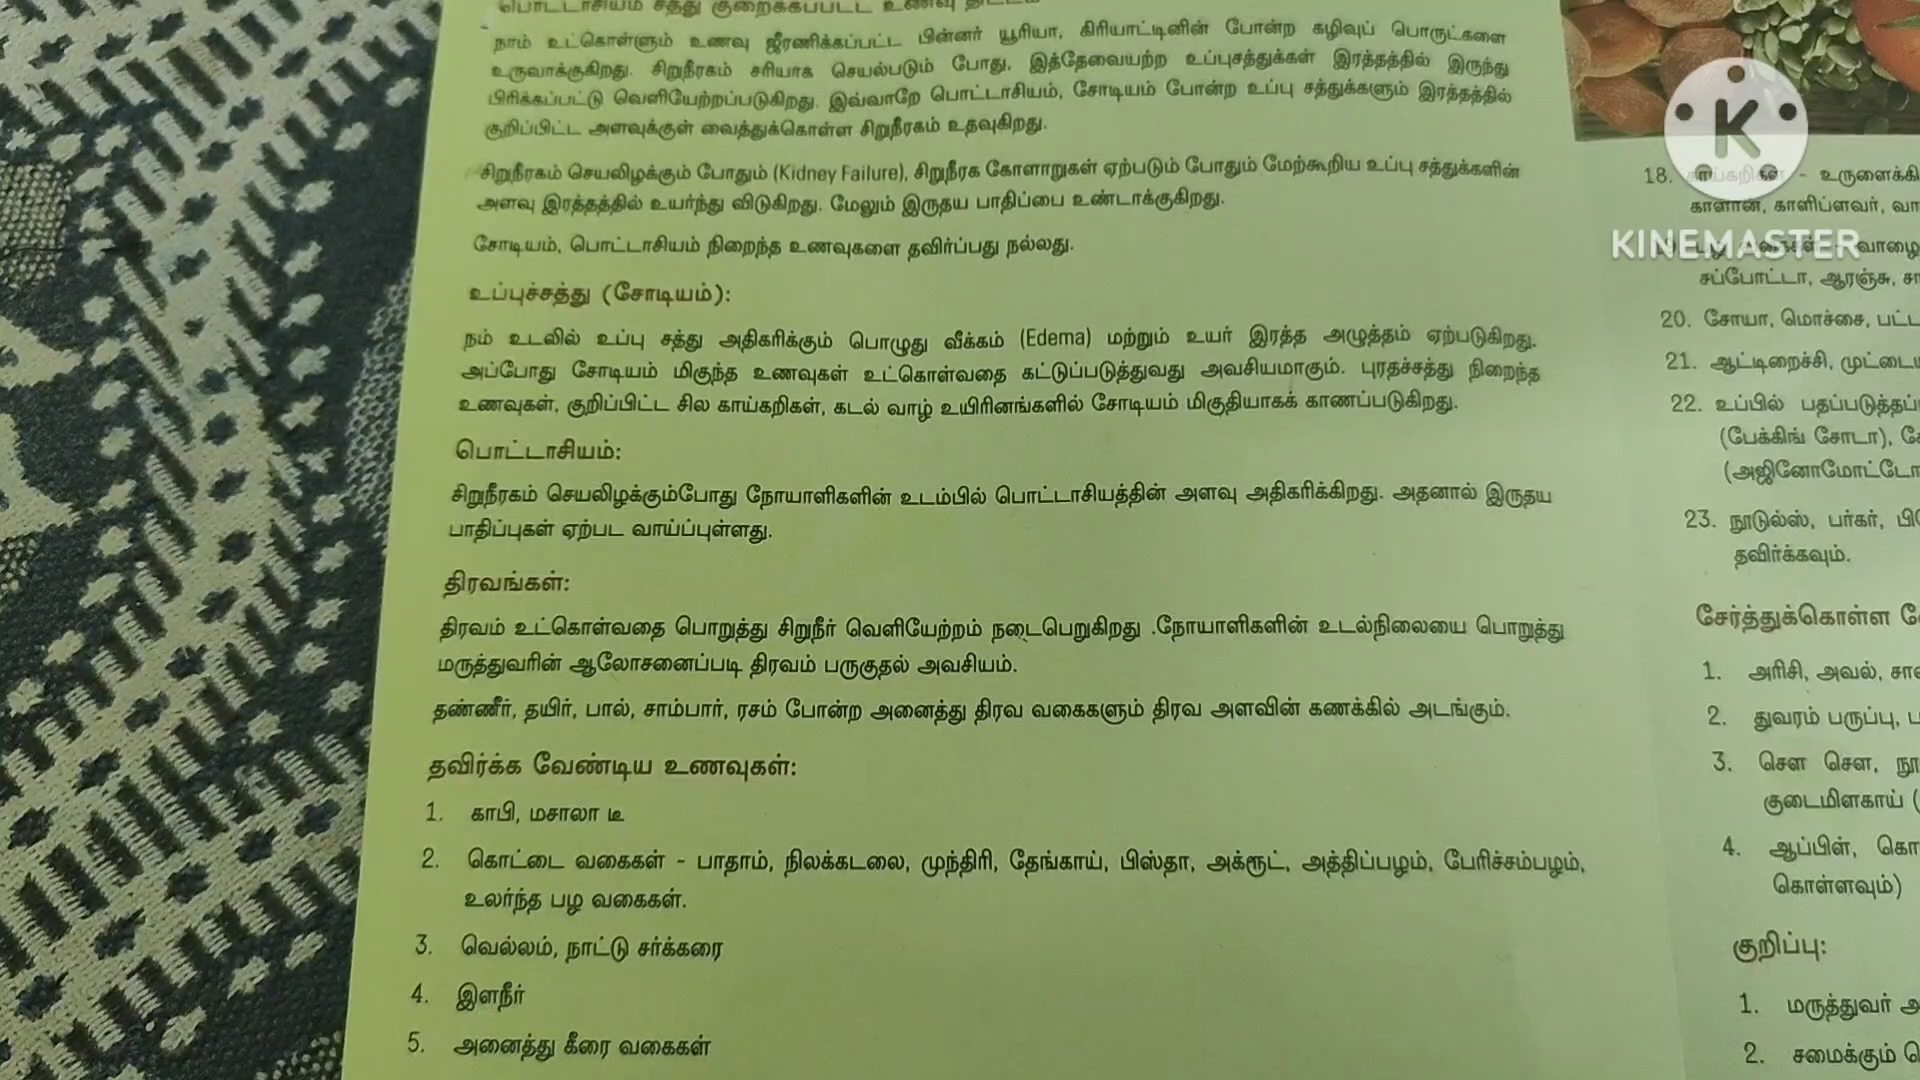 பொட்டாசியம் சத்து குறைக்கப்பட்ட உணவு திட்டம்
நாம் உட்கொள்ளும் உணவு ஜீரணிக்கப்பட்ட பின்னர் யூரியா, கிரியாட்டினின் போன்ற கழிவுப் பொருட்களை
உருவாக்குகிறது. சிறுநீரகம் சரியாக செயல்படும் போது, இத்தேவையற்ற உப்புசத்துக்கள் இரத்தத்தில் இருந்து
பிரிக்கப்பட்டு வெளியேற்றப்படுகிறது. இவ்வாறே பொட்டாசியம், சோடியம் போன்ற உப்பு சத்துக்களும் இரத்தத்தில்
குறிப்பிட்ட அளவுக்குள் வைத்துக்கொள்ள சிறுநீரகம் உதவுகிறது.
சிறுநீரகம் செயலிழக்கும் போதும் (Kidney Failure), சிறுநீரக கோளாறுகள் ஏற்படும் போதும் மேற்கூறிய உப்பு சத்துக்களின்
அளவு இரத்தத்தில் உயர்ந்து விடுகிறது. மேலும் இருதய பாதிப்பை உண்டாக்குகிறது.
சோடியம், பொட்டாசியம் நிறைந்த உணவுகளை தவிர்ப்பது நல்லது.
உப்புச்சத்து (சோடியம்):
நம் உடலில் உப்பு சத்து அதிகரிக்கும் பொழுது வீக்கம் (Edema) மற்றும் உயர் இரத்த அழுத்தம் ஏற்படுகிறது.
அப்போது சோடியம் மிகுந்த உணவுகள் உட்கொள்வதை கட்டுப்படுத்துவது அவசியமாகும். புரதச்சத்து நிறைந்த
உணவுகள், குறிப்பிட்ட சில காய்கறிகள், கடல் வாழ் உயிரினங்களில் சோடியம் மிகுதியாகக் காணப்படுகிறது.
பொட்டாசியம்:
சிறுநீரகம் செயலிழக்கும்போது நோயாளிகளின் உடம்பில் பொட்டாசியத்தின் அளவு அதிகரிக்கிறது. அதனால் இருதய
பாதிப்புகள் ஏற்பட வாய்ப்புள்ளது.
திரவங்கள்:
திரவம் உட்கொள்வதை பொறுத்து சிறுநீர் வெளியேற்றம் நடைபெறுகிறது .நோயாளிகளின் உடல்நிலையை பொறுத்து
மருத்துவரின் ஆலோசனைப்படி திரவம் பருகுதல் அவசியம்.
தண்ணீர், தயிர், பால், சாம்பார், ரசம் போன்ற அனைத்து திரவ வகைகளும் திரவ அளவின் கணக்கில் அடங்கும்.
தவிர்க்க வேண்டிய உணவுகள்:
1. காபி, மசாலா டீ
2. கொட்டை வகைகள் - பாதாம், நிலக்கடலை, முந்திரி, தேங்காய், பிஸ்தா, அக்ரூட், அத்திப்பழம், பேரிச்சம்பழம்,
உலர்ந்த பழ வகைகள்.
3. வெல்லம், நாட்டு சர்க்கரை
4. இளநீர்
5. அனைத்து கீரை வகைகள்
K
KINEMASTER
18. காய்கறிகள் -
காளான், காளிப்ளவர்,
சப்போட்டா, ஆரஞ்சு,
20. சோயா, மொச்சை,
21. ஆட்டிறைச்சி,
22. உப்பில்
(பேக்கிங் சோடா),
23. நூடுல்ஸ், பர்கர்,
தவிர்க்கவும்.
சேர்த்துக்கொள்ள
1. அரிசி, அவல்,
2. துவரம் பருப்பு,
3. சௌ சௌ,
குடைமிளகாய் (
4. ஆப்பிள்,
கொள்ளவும்)
குறிப்பு:
1. மருத்துவர்
2. சமைக்கும்